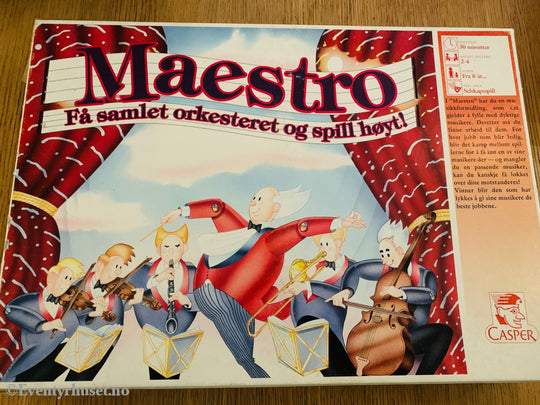 Maestro
Få samlet orkesteret og spill høyt!
30 minutter
2-4
Fra 8 år...
Selskapsspill
I "Maestro" har du en mu-
sikkformidling, som det
gjelder å fylle med dyktige
musikere. Deretter må du
finne arbeid til dem. For
hver jobb som blir ledig,
blir det kamp mellom spil-
lerne for å få inn en av sine
musikere der — og mangler
du en passende musiker,
kan du kanskje få lokket
over dine motstanderes!
Vinner blir den som har
lykkes å gi sine musikere de
beste jobbene.
CASPER
©Eventyrhuset.no